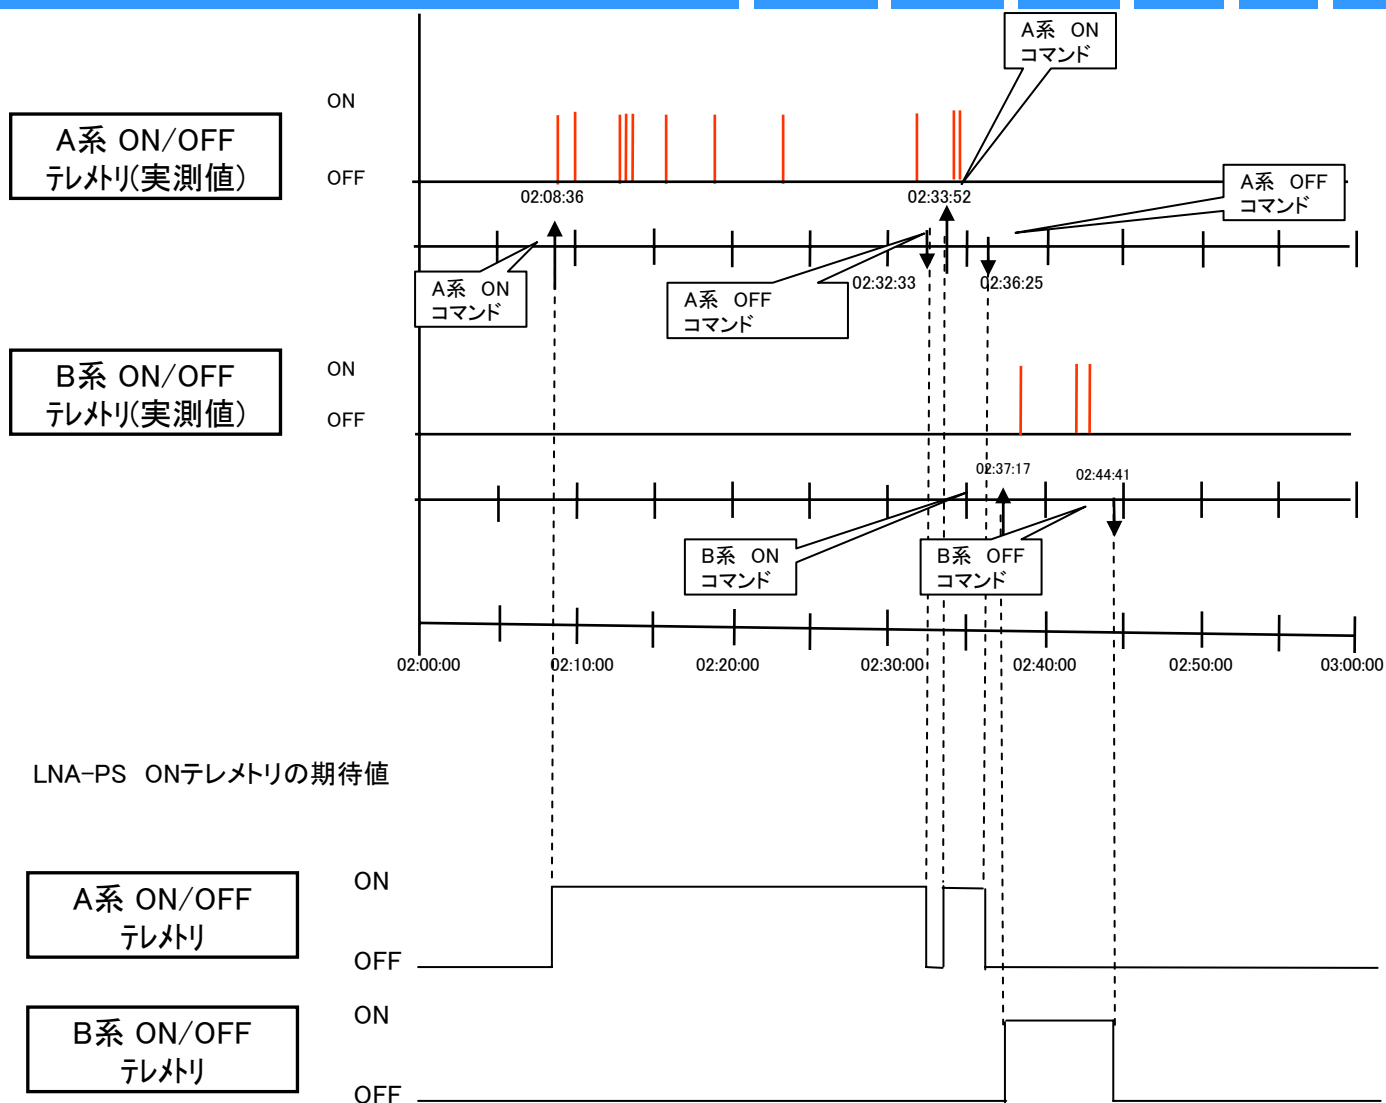 A系 ON
コマンド
ON
A系 ON/OFF
テレメトリ(実測値)
OFF
02:08:36
02:33:52
A系 OFF
コマンド
A系 ON
コマンド
A系 OFF
コマンド
02:32:33
02:36:25
B系 ON/OFF
テレメトリ(実測値)
ON
OFF
02:37:17
02:44:41
B系 ON
コマンド
B系 OFF
コマンド
02:00:00
02:10:00
02:20:00
02:30:00
02:40:00
02:50:00
03:00:00
LNA-PS ONテレメトリの期待値
A系 ON/OFF
テレメトリ
ON
OFF
B系 ON/OFF
テレメトリ
ON
OFF